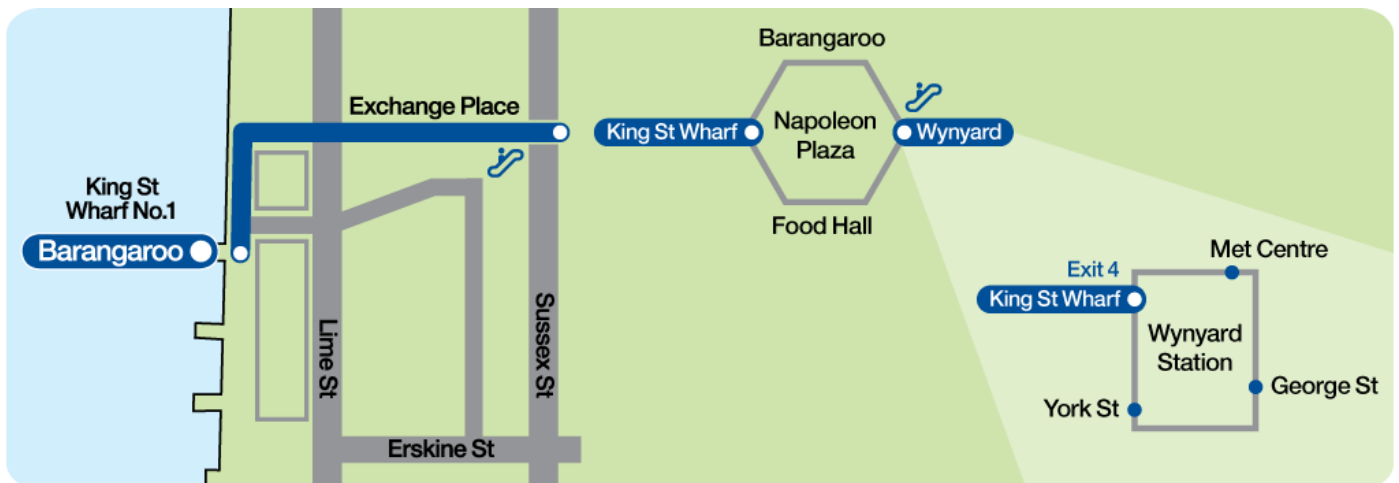 Barangaroo
Exchange Place
King St Wharf
Napoleon
Plaza
Wynyard
King St
Wharf No.1
Barangaroo
Food Hall
Met Centre
Exit 4
King St Wharf
Wynyard
Station
Lime St
Sussex St
George St
York St
Erskine St